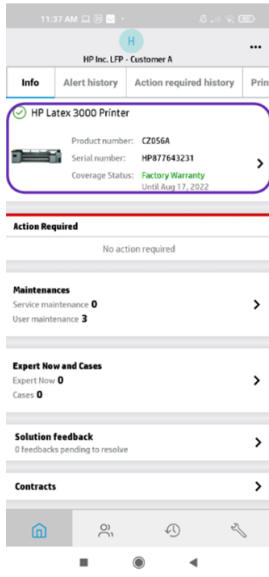 11:37 AM
H
HP Inc. LFP - Customer A
Info Alert history Action required history Prin
HP Latex 3000 Printer
Product number: CZ056A
Serial number: HP877643231
Coverage Status: Factory Warranty
Until Aug 17, 2022
Action Required
No action required
Maintenances
Service maintenance 0
User maintenance 3
Expert Now and Cases
Expert Now 0
Cases 0
Solution feedback
0 feedbacks pending to resolve
Contracts